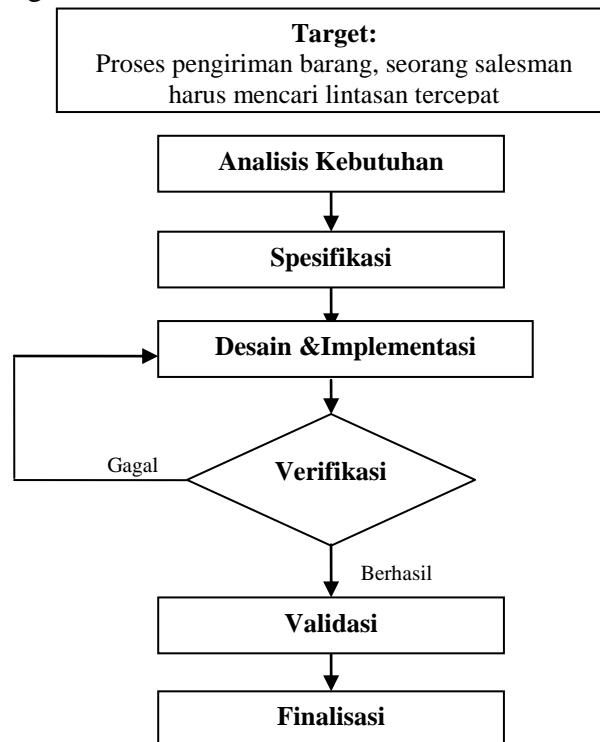 Target:
Proses pengiriman barang, seorang salesman
harus mencari lintasan tercepat
Analisis Kebutuhan
Spesifikasi
Desain &Implementasi
Gagal
Verifikasi
Berhasil
Validasi
Finalisasi